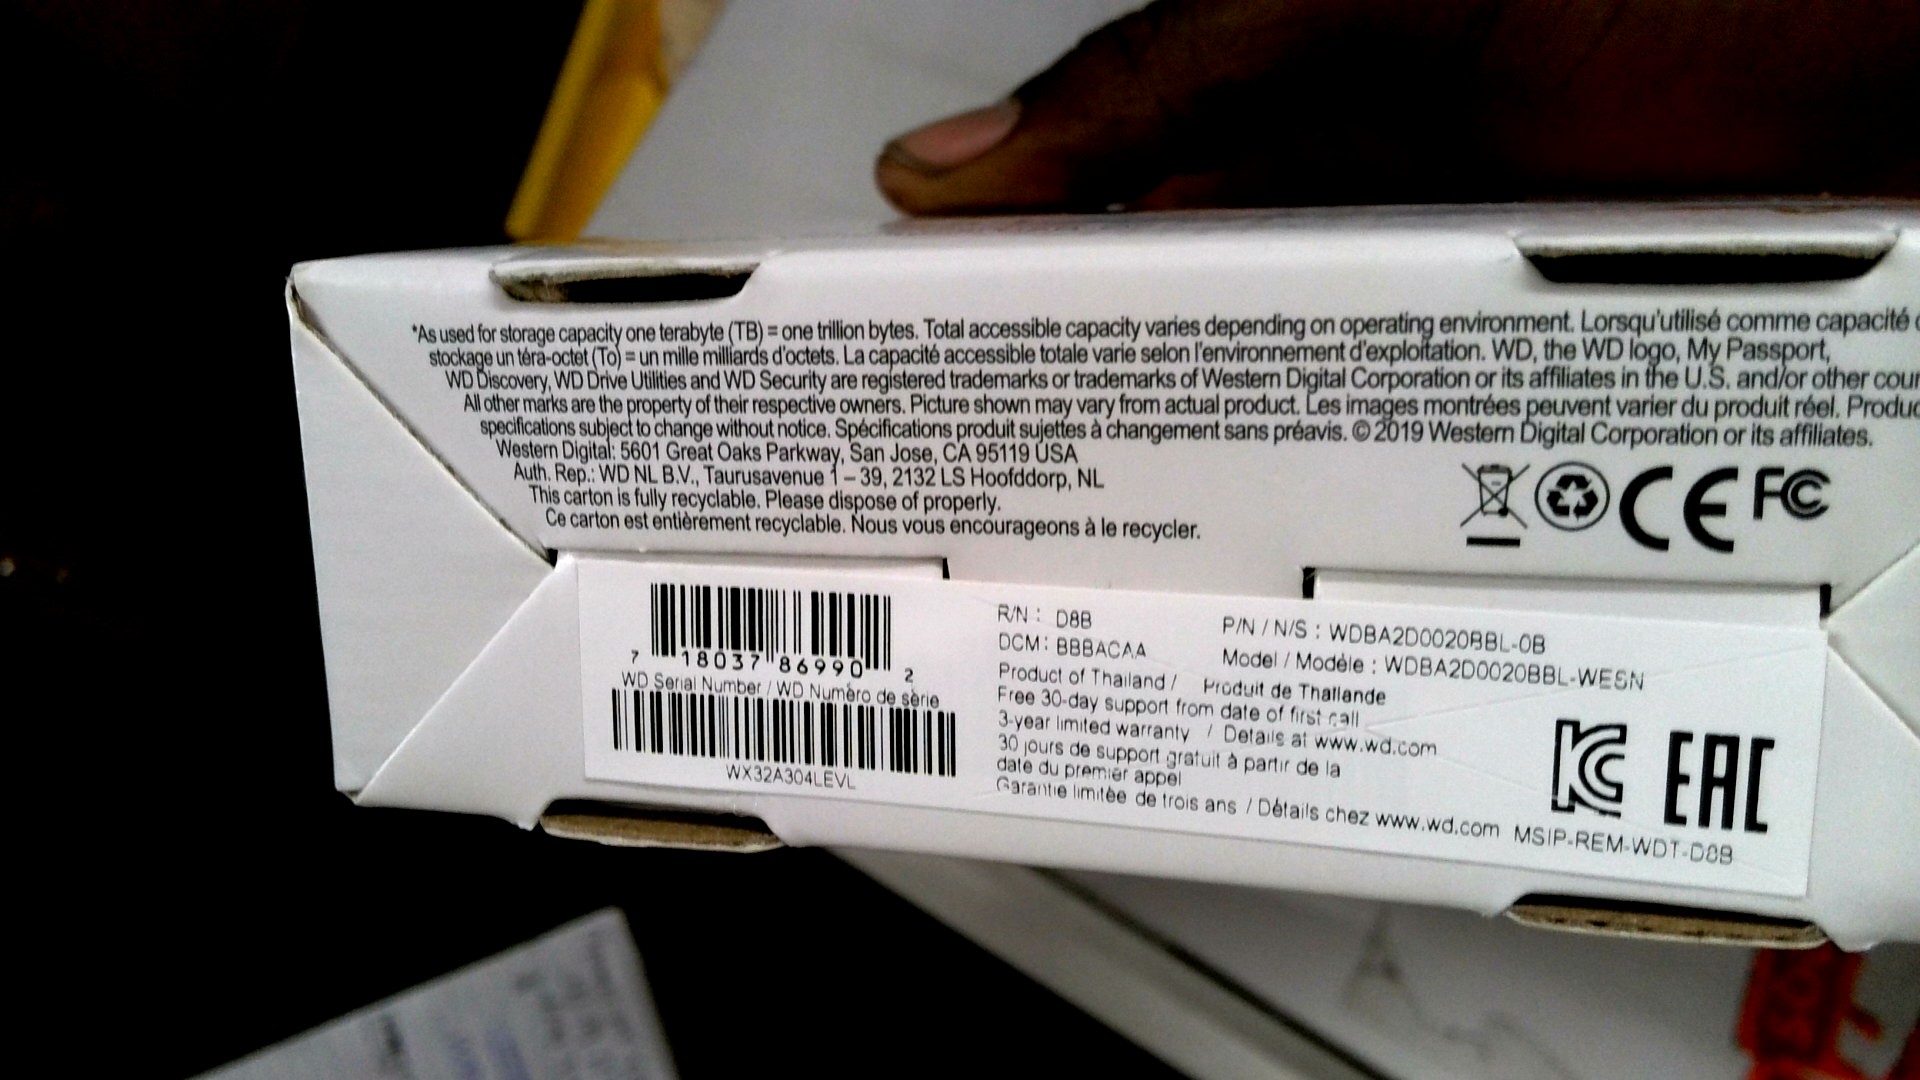 *As used for storage capacity one terabyte (TB) = one trillion bytes. Total accessible capacity varies depending on operating environment. Lorsqu'utilisé comme capacité
stockage un téra-octet (To) = un mille milliards d'octets. La capacité accessible totale varie selon l'environnement d'exploitation. WD, the WD logo, My Passport,
WD Discovery, WD Drive Utilities and WD Security are registered trademarks or trademarks of Western Digital Corporation or its affiliates in the U.S. and/or other
All other marks are the property of their respective owners. Picture shown may vary from actual product. Les images montrées peuvent varier du produit réel.
specifications subject to change without notice. Spécifications produit sujettes à changement sans préavis. © 2019 Western Digital Corporation or its affiliates.
Western Digital: 5601 Great Oaks Parkway, San Jose, CA 95119 USA
Auth. Rep.: WD NL B.V., Taurusavenue 1 – 39, 2132 LS Hoofddorp, NL
This carton is fully recyclable. Please dispose of properly.
Ce carton est entièrement recyclable. Nous vous encourageons à le recycler.
CE FC
7 18037 86990 2
WD Serial Number / WD Numéro de série
WX32A304LEVL
R/N : D8B
DCM : BBBACAA
P/N / N/S : WDBA2D0020BBL-0B
Model / Modèle : WDBA2D0020BBL-WESN
Product of Thailand / Produit de Thaïlande
Free 30-day support from date of first call
3-year limited warranty / Details at www.wd.com
30 jours de support gratuit à partir de la
date du premier appel
Garantie limitée de trois ans / Détails chez www.wd.com
KC EAC
MSIP-REM-WDT-D8B